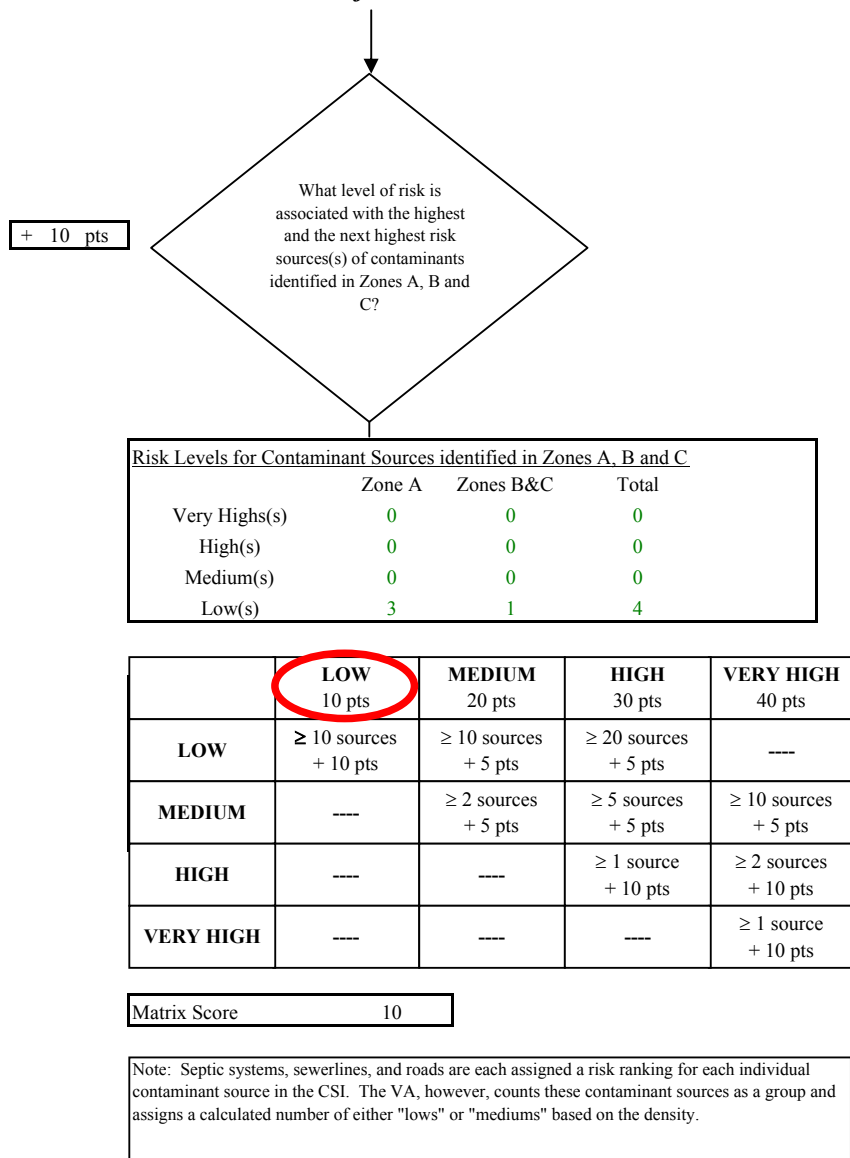 + 10 pts
What level of risk is
associated with the highest
and the next highest risk
sources(s) of contaminants
identified in Zones A, B and
C?
Risk Levels for Contaminant Sources identified in Zones A, B and C
Zone A Zones B&C Total
Very Highs(s) 0 0 0
High(s) 0 0 0
Medium(s) 0 0 0
Low(s) 3 1 4
LOW MEDIUM HIGH VERY HIGH
10 pts 20 pts 30 pts 40 pts
LOW ≥ 10 sources ≥ 10 sources ≥ 20 sources ----
+ 10 pts + 5 pts + 5 pts
MEDIUM ---- ≥ 2 sources ≥ 5 sources ≥ 10 sources
+ 5 pts + 5 pts + 5 pts
HIGH ---- ---- ≥ 1 source ≥ 2 sources
+ 10 pts + 10 pts
VERY HIGH ---- ---- ---- ≥ 1 source
+ 10 pts
Matrix Score 10
Note: Septic systems, sewerlines, and roads are each assigned a risk ranking for each individual
contaminant source in the CSI. The VA, however, counts these contaminant sources as a group and
assigns a calculated number of either "lows" or "mediums" based on the density.